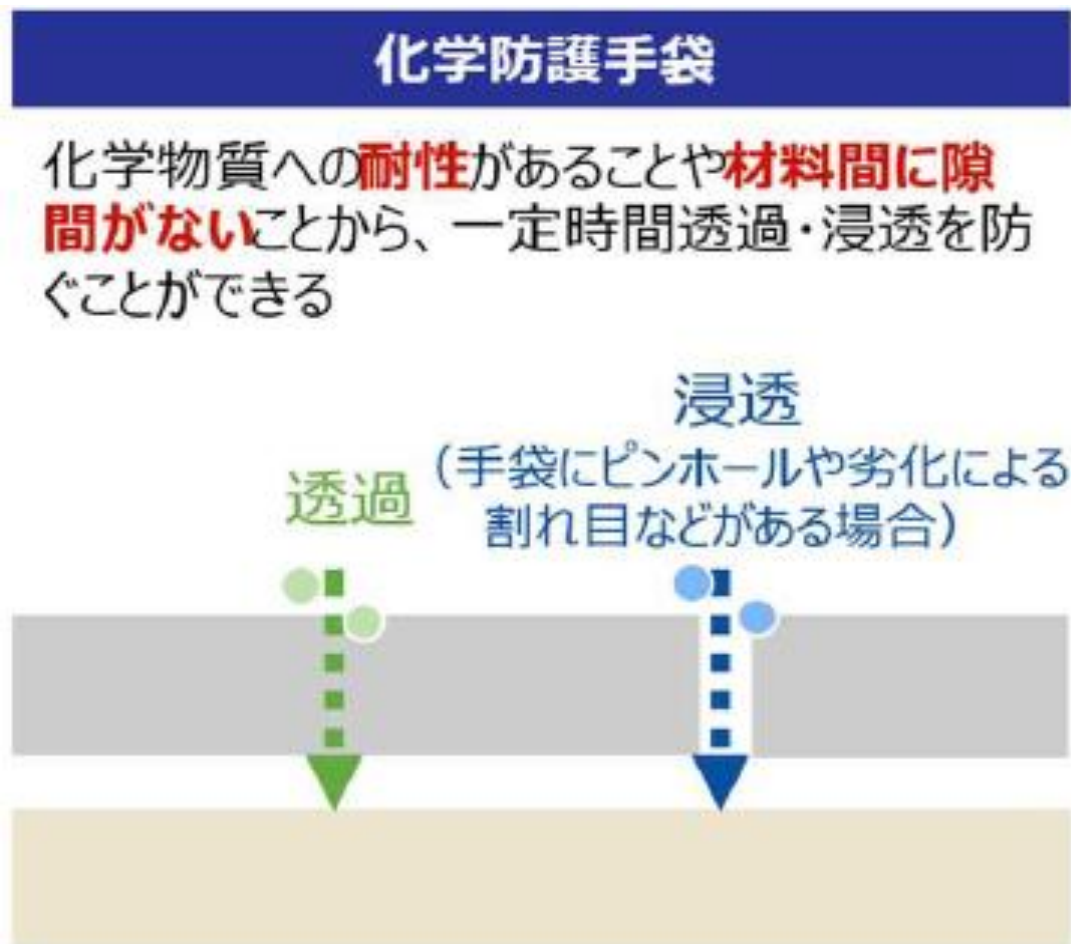 化学防護手袋
化学物質への耐性があることや材料間に隙
間がないことから、一定時間透過・浸透を防
ぐことができる
浸透
（手袋にピンホールや劣化による
割れ目などがある場合）
透過